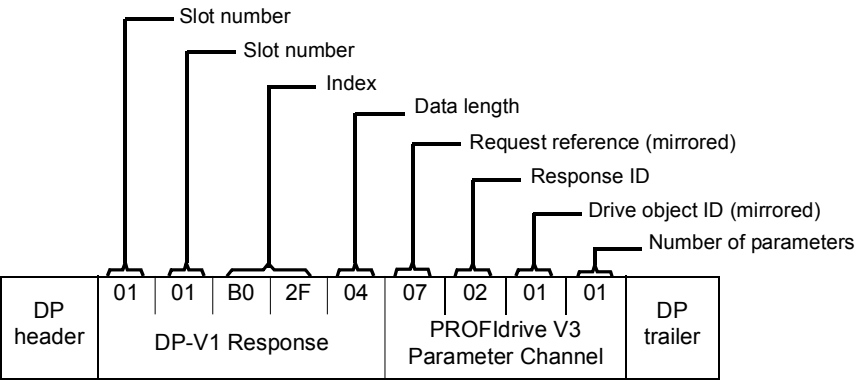 Slot number
Slot number
Index
Data length
Request reference (mirrored)
Response ID
Drive object ID (mirrored)
Number of parameters
01 01 B0 2F 04 07 02 01 01
DP
header
DP-V1 Response
PROFIdrive V3
Parameter Channel
DP
trailer